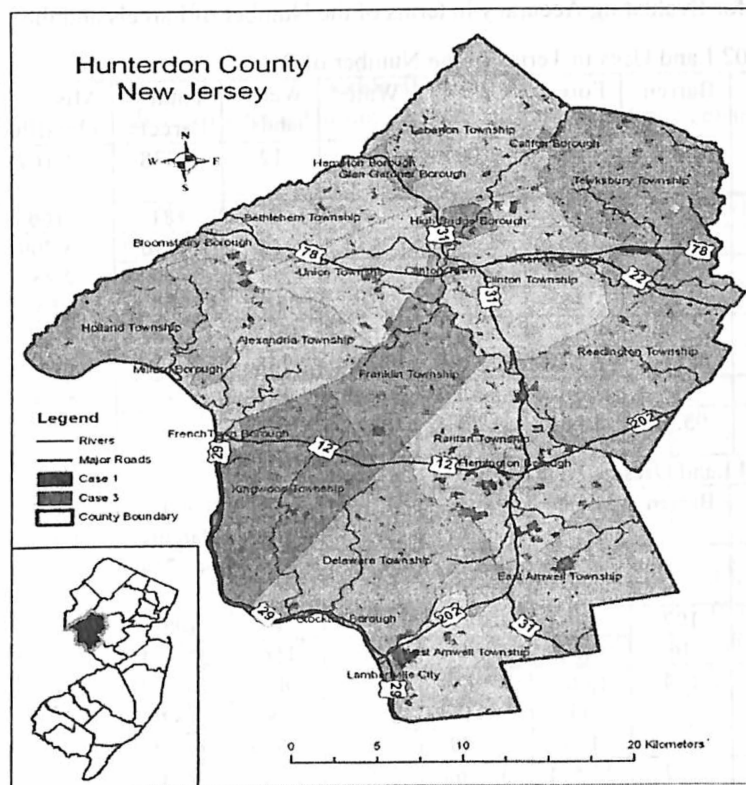 Hunterdon County
New Jersey
N
W
E
S
Lebanon Township
Califon Borough
Hampton Borough
Glen Gardner Borough
Tewksbury Township
Bethlehem Township
High Bridge Borough
31
Bloomsbury Borough
78
78
Union Township
Clinton Town
Clinton Township
22
31
Holland Township
Alexandria Township
Readington Township
Milford Borough
Franklin Township
202
Legend
Rivers
Major Roads
Case 1
Case 3
County Boundary
FrenchTown Borough
29
12
Raritan Township
12
Flemington Borough
Kingwood Township
Delaware Township
East Amwell Township
29
Stockton Borough
202
31
West Amwell Township
Lambertville City
29
0
5
10
20 Kilometers